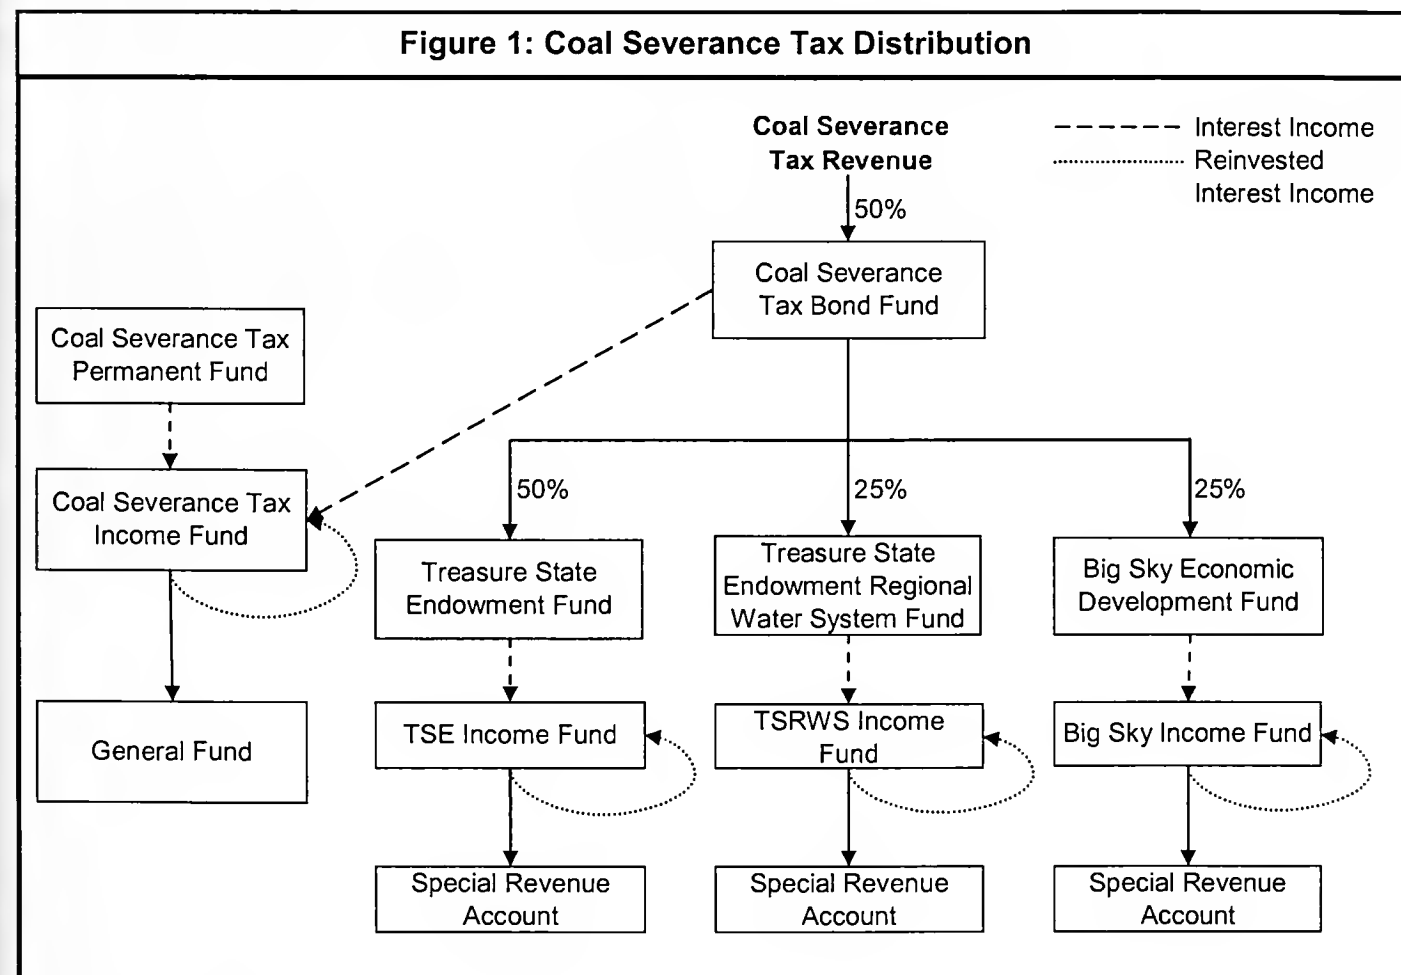 Figure 1: Coal Severance Tax Distribution
Coal Severance
Tax Revenue
Interest Income
Reinvested
Interest Income
50%
Coal Severance
Tax Bond Fund
Coal Severance Tax
Permanent Fund
Coal Severance Tax
Income Fund
50%
25%
25%
Treasure State
Endowment Fund
Treasure State
Endowment Regional
Water System Fund
Big Sky Economic
Development Fund
General Fund
TSE Income Fund
TSRWS Income
Fund
Big Sky Income Fund
Special Revenue
Account
Special Revenue
Account
Special Revenue
Account